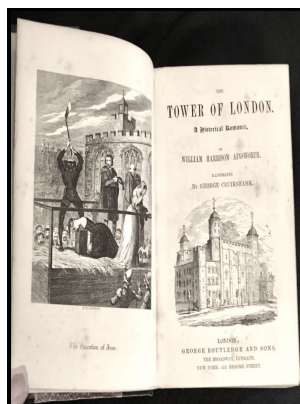 The Execution of Jane.
THE
TOWER OF LONDON.
A Historical Romance,
BY
WILLIAM HARRISON AINSWORTH.
ILLUSTRATED
BY GEORGE CRUIKSHANK.
LONDON:
GEORGE ROUTLEDGE AND SONS,
THE BROADWAY, LUDGATE.
NEW YORK: 416, BROOME STREET.